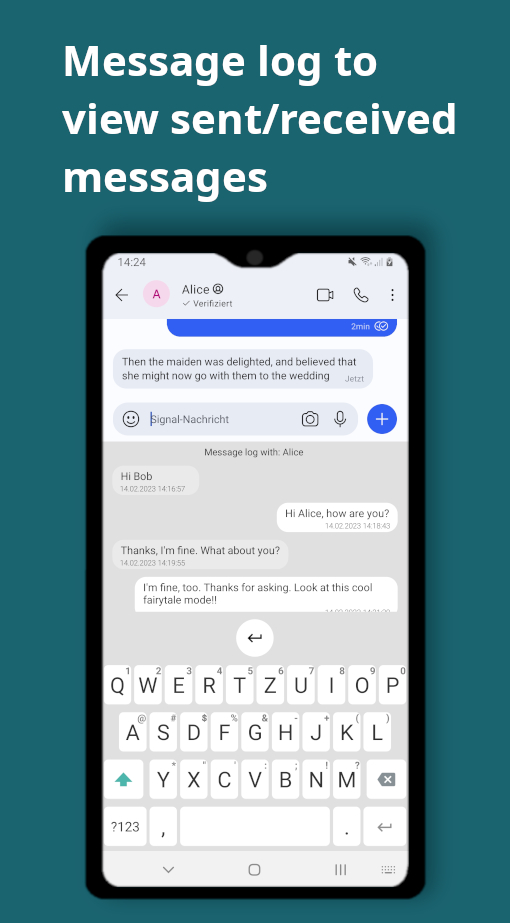 Message log to
view sent/received
messages
14:24
A
Alice
Verifiziert
2min
Then the maiden was delighted, and believed that
she might now go with them to the wedding
Jetzt
Signal-Nachricht
Message log with: Alice
Hi Bob
14.02.2023 14:16:57
Hi Alice, how are you?
14.02.2023 14:18:43
Thanks, I'm fine. What about you?
14.02.2023 14:19:55
I'm fine, too. Thanks for asking. Look at this cool
fairytale mode!!
1 2 3 4 5 6 7 8 9 0
Q W E R T Z U I O P
@ # $ % & - + ( )
A S D F G H J K L
* " ' : ; ! ?
Y X C V B N M
?123 , .